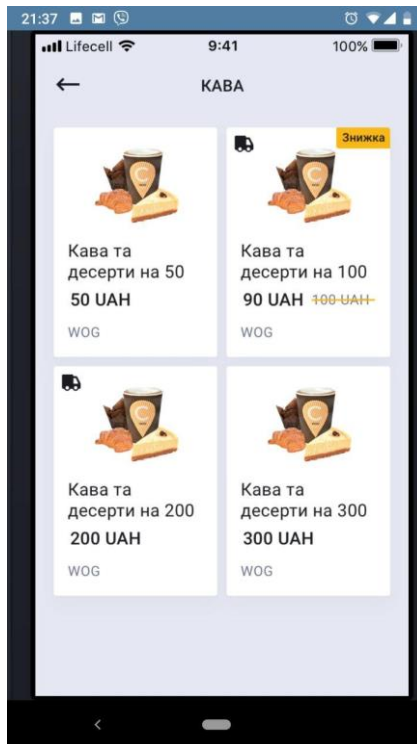 21:37
Lifecell 9:41 100%
КАВА
Кава та
десерти на 50
50 UAH
WOG
Знижка
Кава та
десерти на 100
90 UAH 100 UAH
WOG
Кава та
десерти на 200
200 UAH
WOG
Кава та
десерти на 300
300 UAH
WOG